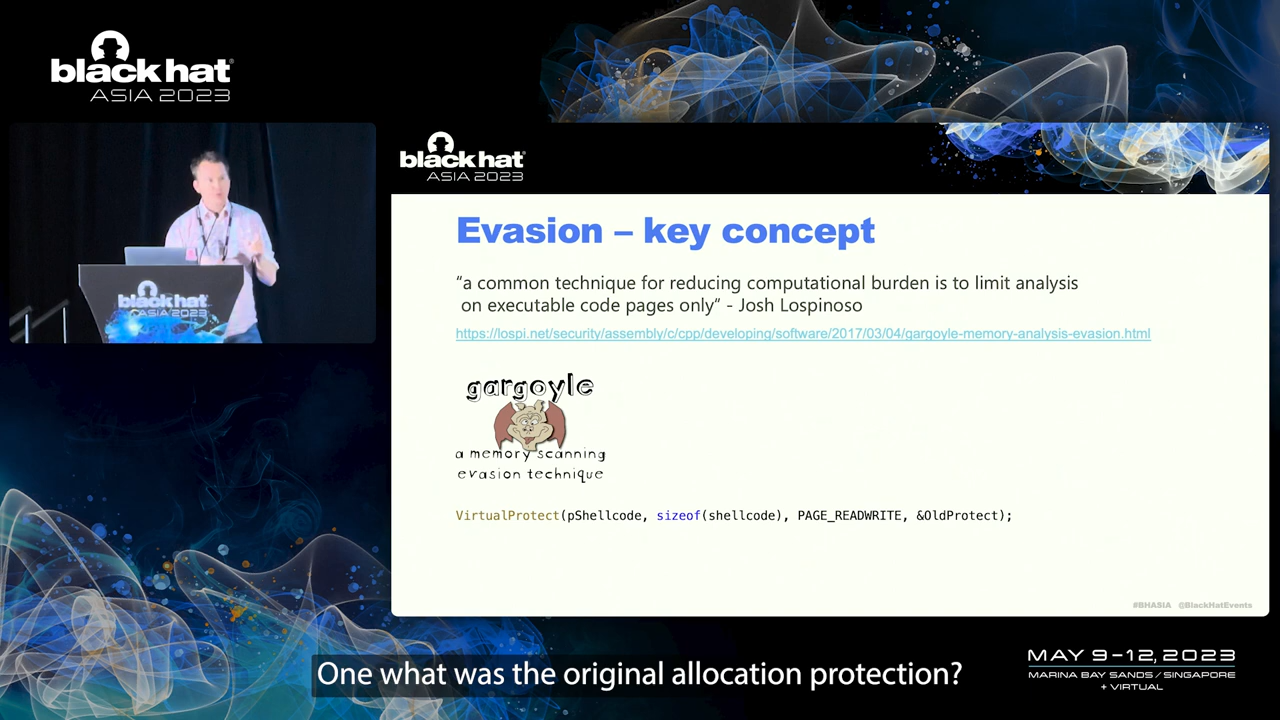 black hat
ASIA 2023
black hat
ASIA 2023
Evasion – key concept
“a common technique for reducing computational burden is to limit analysis
on executable code pages only“ - Josh Lospinoso
https://lospi.net/security/assembly/c/cpp/developing/software/2017/03/04/gargoyle-memory-analysis-evasion.html
gargoyle
a memory scanning
evasion technique
VirtualProtect(pShellcode, sizeof(shellcode), PAGE_READWRITE, &OldProtect);
#BHASIA @BlackHatEvents
black hat
ASIA 2023
One what was the original allocation protection?
MAY 9-12, 2023
MARINA BAY SANDS / SINGAPORE
+ VIRTUAL